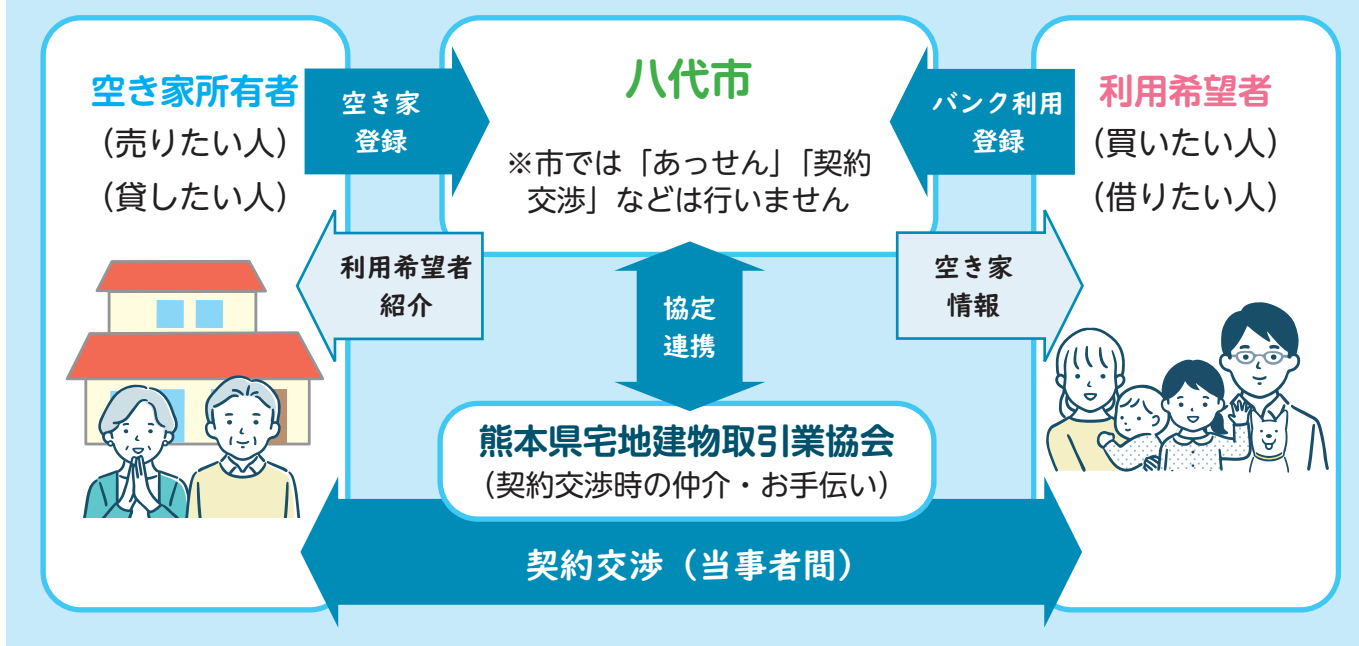 空き家所有者
（売りたい人）
（貸したい人）
空き家
登録
八代市
※市では「あっせん」「契約
交渉」などは行いません
バンク利用
登録
利用希望者
（買いたい人）
（借りたい人）
利用希望者
紹介
協定
連携
空き家
情報
熊本県宅地建物取引業協会
（契約交渉時の仲介・お手伝い）
契約交渉（当事者間）